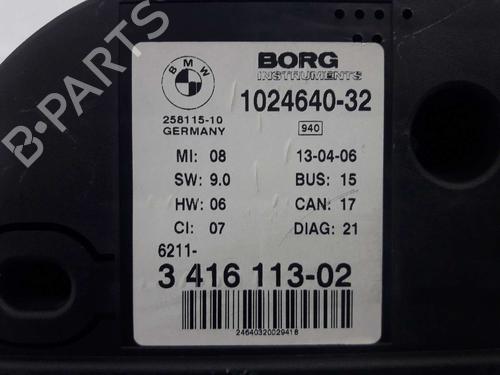 BMW
BORG
INSTRUMENTS
1024640-32
258115-10
GERMANY
940
MI: 08 13-04-06
SW: 9.0 BUS: 15
HW: 06 CAN: 17
CI: 07 DIAG: 21
6211-
3 416 113-02
24640320029418
B-Parts